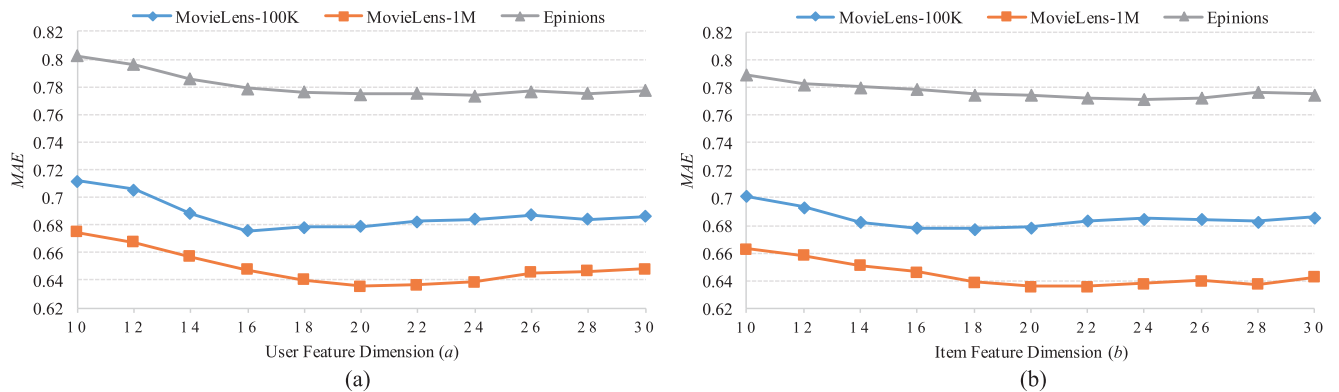 MovieLens-100K MovieLens-1M Epinions
0.82
0.8
0.78
0.76
0.74
0.72
0.7
0.68
0.66
0.64
0.62
MAE
10 12 14 16 18 20 22 24 26 28 30
User Feature Dimension (a)
(a)
MovieLens-100K MovieLens-1M Epinions
0.82
0.8
0.78
0.76
0.74
0.72
0.7
0.68
0.66
0.64
0.62
MAE
10 12 14 16 18 20 22 24 26 28 30
Item Feature Dimension (b)
(b)